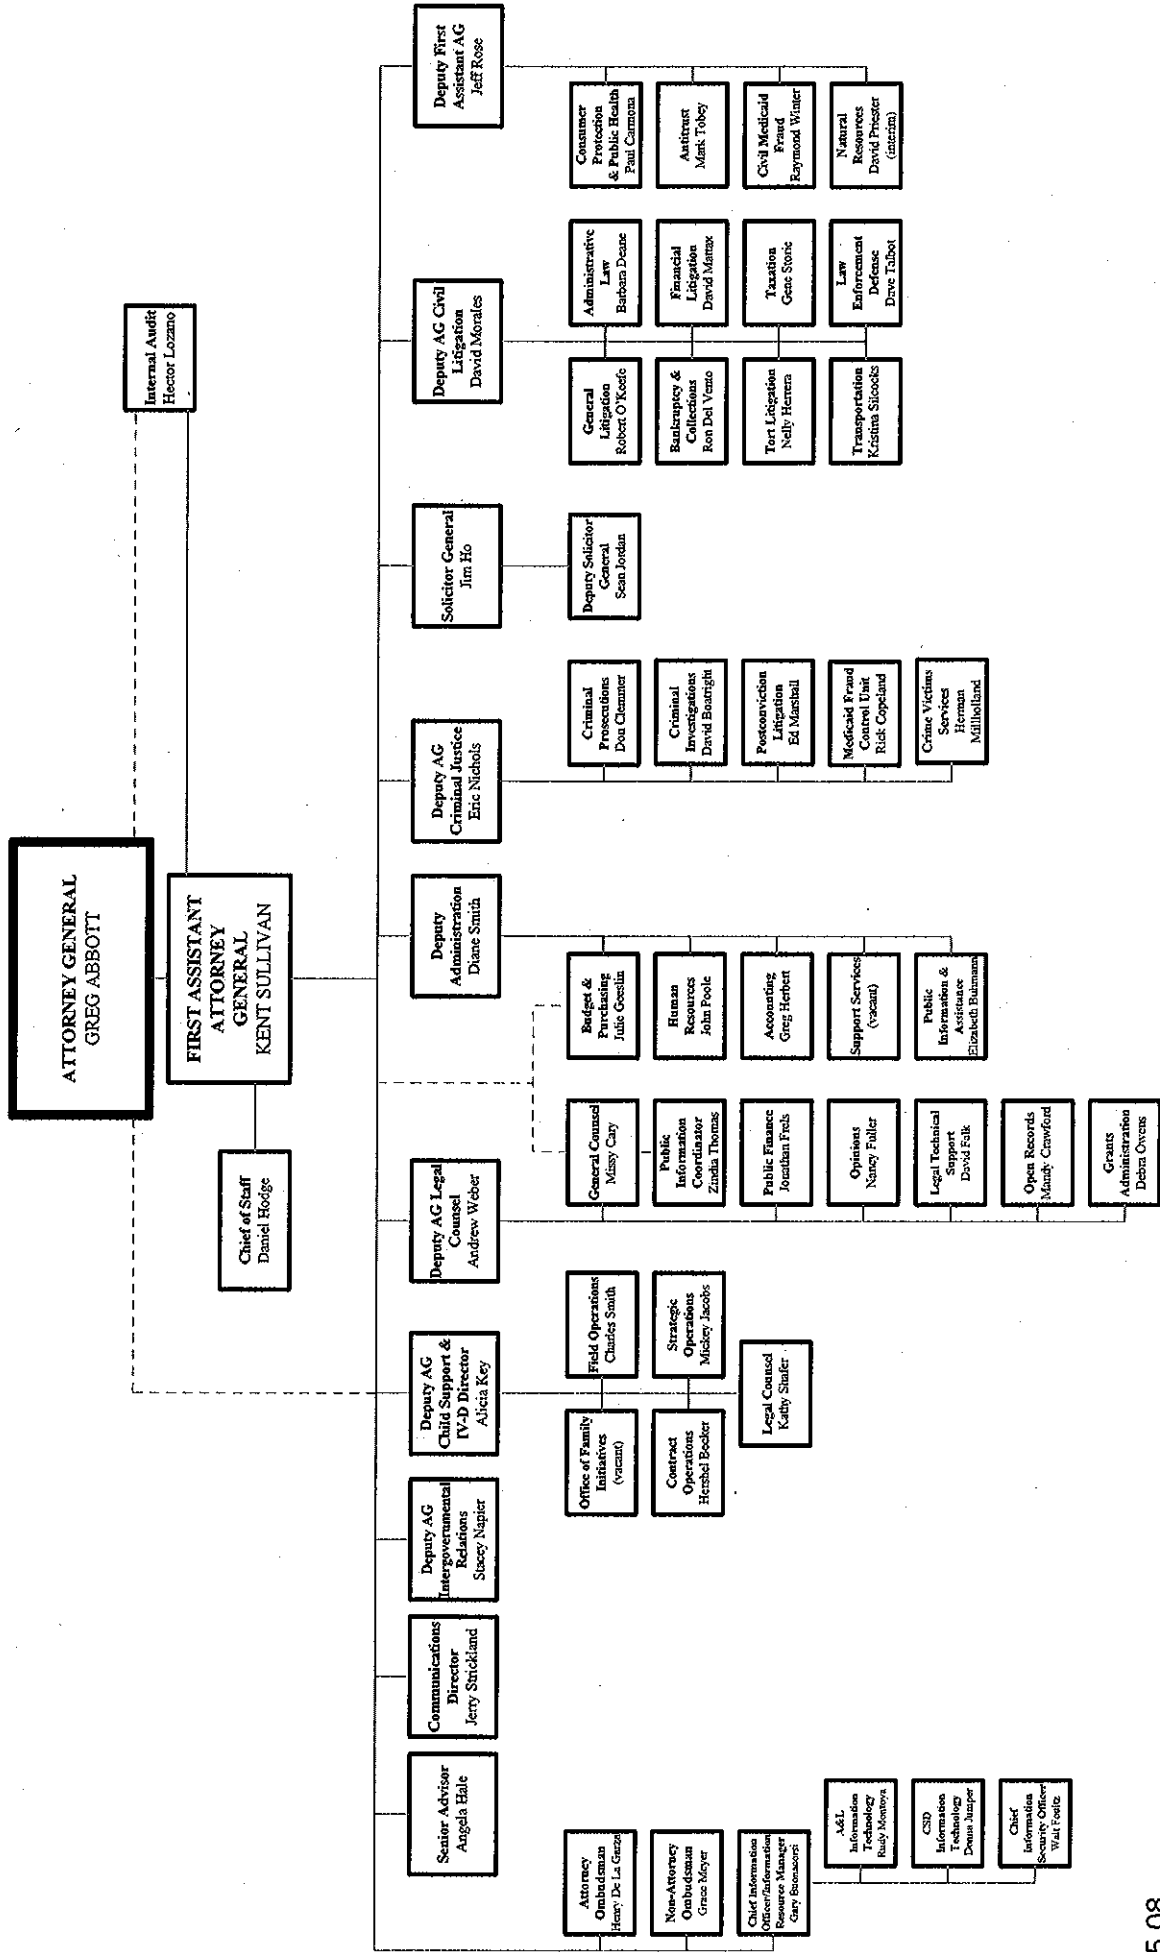 ATTORNEY GENERAL
GREG ABBOTT
Internal Audit
Hector Lozano
FIRST ASSISTANT
ATTORNEY
GENERAL
KENT SULLIVAN
Chief of Staff
Daniel Hodge
Senior Advisor
Angela Hale
Communications
Director
Jerry Strickland
Deputy AG
Intergovernmental
Relations
Stacey Napier
Deputy AG
Child Support &
IV-D Director
Alicia Key
Deputy AG Legal
Counsel
Andrew Weber
Deputy
Administration
Diane Smith
Deputy AG
Criminal Justice
Eric Nichols
Solicitor General
Jim Ho
Deputy AG Civil
Litigation
David Morales
Deputy First
Assistant AG
Jeff Rose
Attorney
Ombudsman
Henry De La Garza
Non-Attorney
Ombudsman
Grace Meyer
Chief Information
Officer/Information
Resource Manager
Gary Buonacorsi
A&L
Information
Technology
Rudy Montoya
CSD
Information
Technology
Donna Jumper
Chief
Information
Security Officer
Walt Foultz
Office of Family
Initiatives
(vacant)
Field Operations
Charles Smith
Contract
Operations
Hershel Becker
Strategic
Operations
Mickey Jacobs
Legal Counsel
Kathy Shafer
General Counsel
Missy Cary
Public
Information
Coordinator
Zindia Thomas
Public Finance
Jonathan Frels
Opinions
Nancy Fuller
Legal Technical
Support
David Falk
Open Records
Mandy Crawford
Grants
Administration
Debra Owens
Budget &
Purchasing
Julie Geeslin
Human
Resources
John Poole
Accounting
Greg Herbert
Support Services
(vacant)
Public
Information &
Assistance
Elizabeth Buhmann
Criminal
Prosecutions
Don Clemmer
Criminal
Investigations
David Boatright
Postconviction
Litigation
Ed Marshall
Medicaid Fraud
Control Unit
Rick Copeland
Crime Victims
Services
Herman
Millholland
Deputy Solicitor
General
Sean Jordan
General
Litigation
Robert O'Keefe
Administrative
Law
Barbara Deane
Bankruptcy &
Collections
Ron Del Vento
Financial
Litigation
David Mattax
Tort Litigation
Nelly Herrera
Taxation
Gene Storie
Transportation
Kristina Silcocks
Law
Enforcement
Defense
Dave Talbot
Consumer
Protection
& Public Health
Paul Carmona
Antitrust
Mark Tobey
Civil Medicaid
Fraud
Raymond Winter
Natural
Resources
David Priester
(interim)
5.08